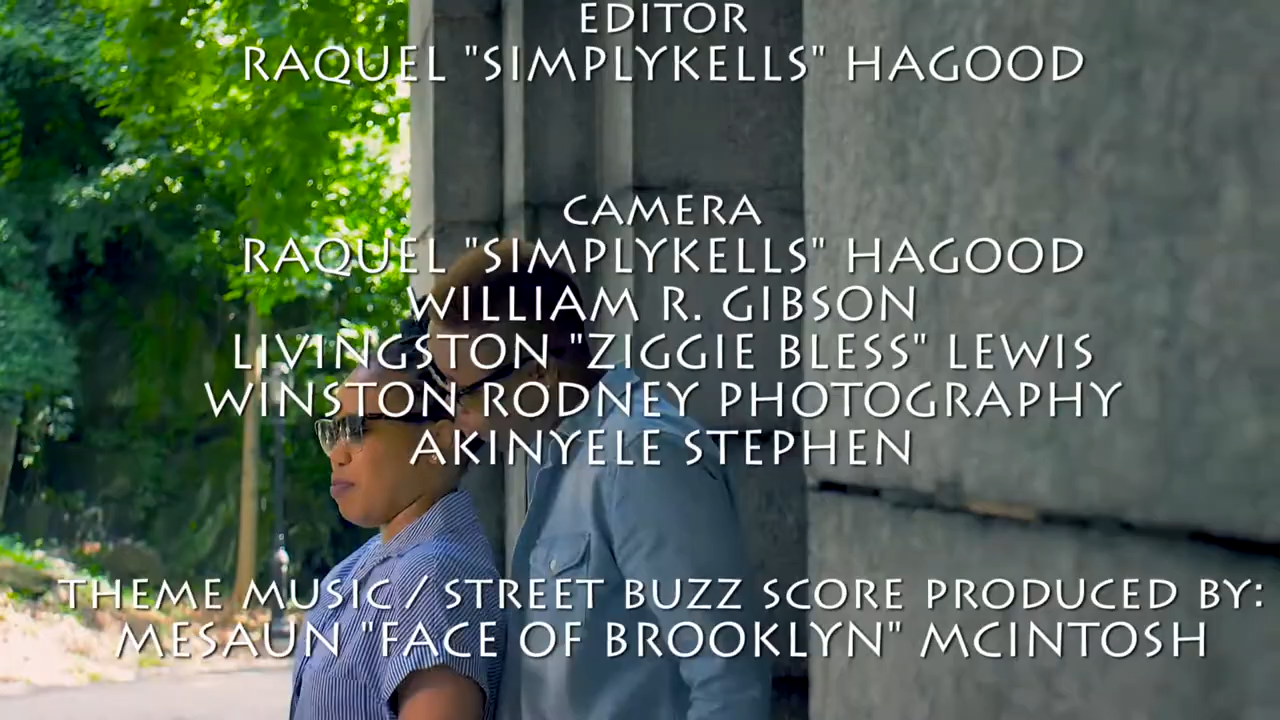 EDITOR
RAQUEL "SIMPLYKELLS" HAGOOD
CAMERA
RAQUEL "SIMPLYKELLS" HAGOOD
WILLIAM R. GIBSON
LIVINGSTON "ZIGGIE BLESS" LEWIS
WINSTON RODNEY PHOTOGRAPHY
AKINYELE STEPHEN
THEME MUSIC / STREET BUZZ SCORE PRODUCED BY:
MESAUN "FACE OF BROOKLYN" MCINTOSH